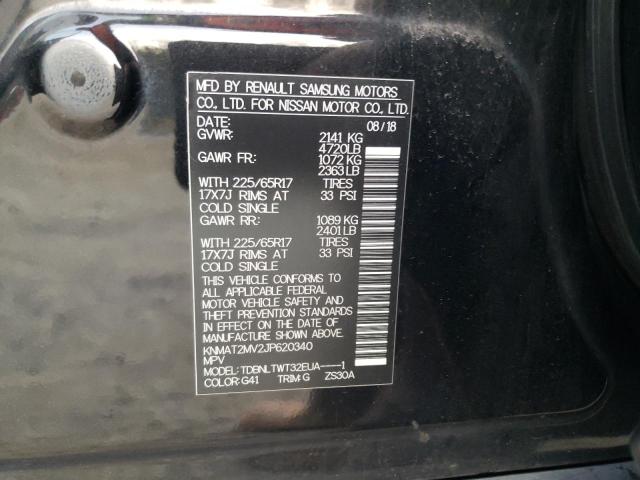 MFD BY RENAULT SAMSUNG MOTORS
CO., LTD. FOR NISSAN MOTOR CO., LTD.
DATE: 08/18
GVWR: 2141 KG
4720LB
GAWR FR: 1072 KG
2363 LB
WITH 225/65R17 TIRES
17X7J RIMS AT 33 PSI
COLD SINGLE
GAWR RR: 1089 KG
2401 LB
WITH 225/65R17 TIRES
17X7J RIMS AT 33 PSI
COLD SINGLE
THIS VEHICLE CONFORMS TO
ALL APPLICABLE FEDERAL
MOTOR VEHICLE SAFETY AND
THEFT PREVENTION STANDARDS
IN EFFECT ON THE DATE OF
MANUFACTURE SHOWN ABOVE.
KNMAT2MV2JP620340
MPV
MODEL: TDBNLTWT32EUA----1
COLOR: G41 TRIM: G ZS30A